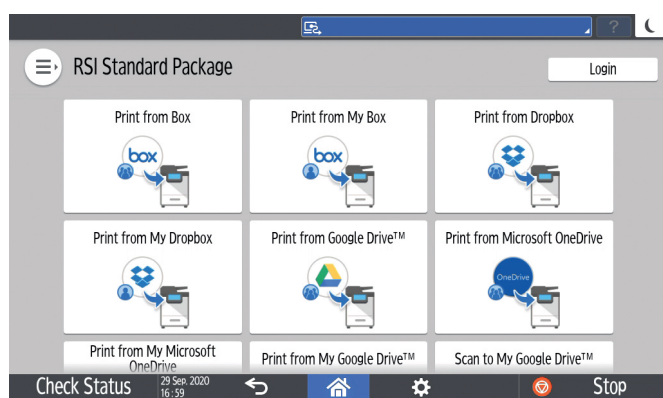 ?
RSI Standard Package
Login
Print from Box
Print from My Box
Print from Dropbox
box
box
Print from My Dropbox
Print from Google Drive™
Print from Microsoft OneDrive
OneDrive
Print from My Microsoft
OneDrive
Print from My Google Drive™
Scan to My Google Drive™
Check Status
29 Sep. 2020
16:59
Stop